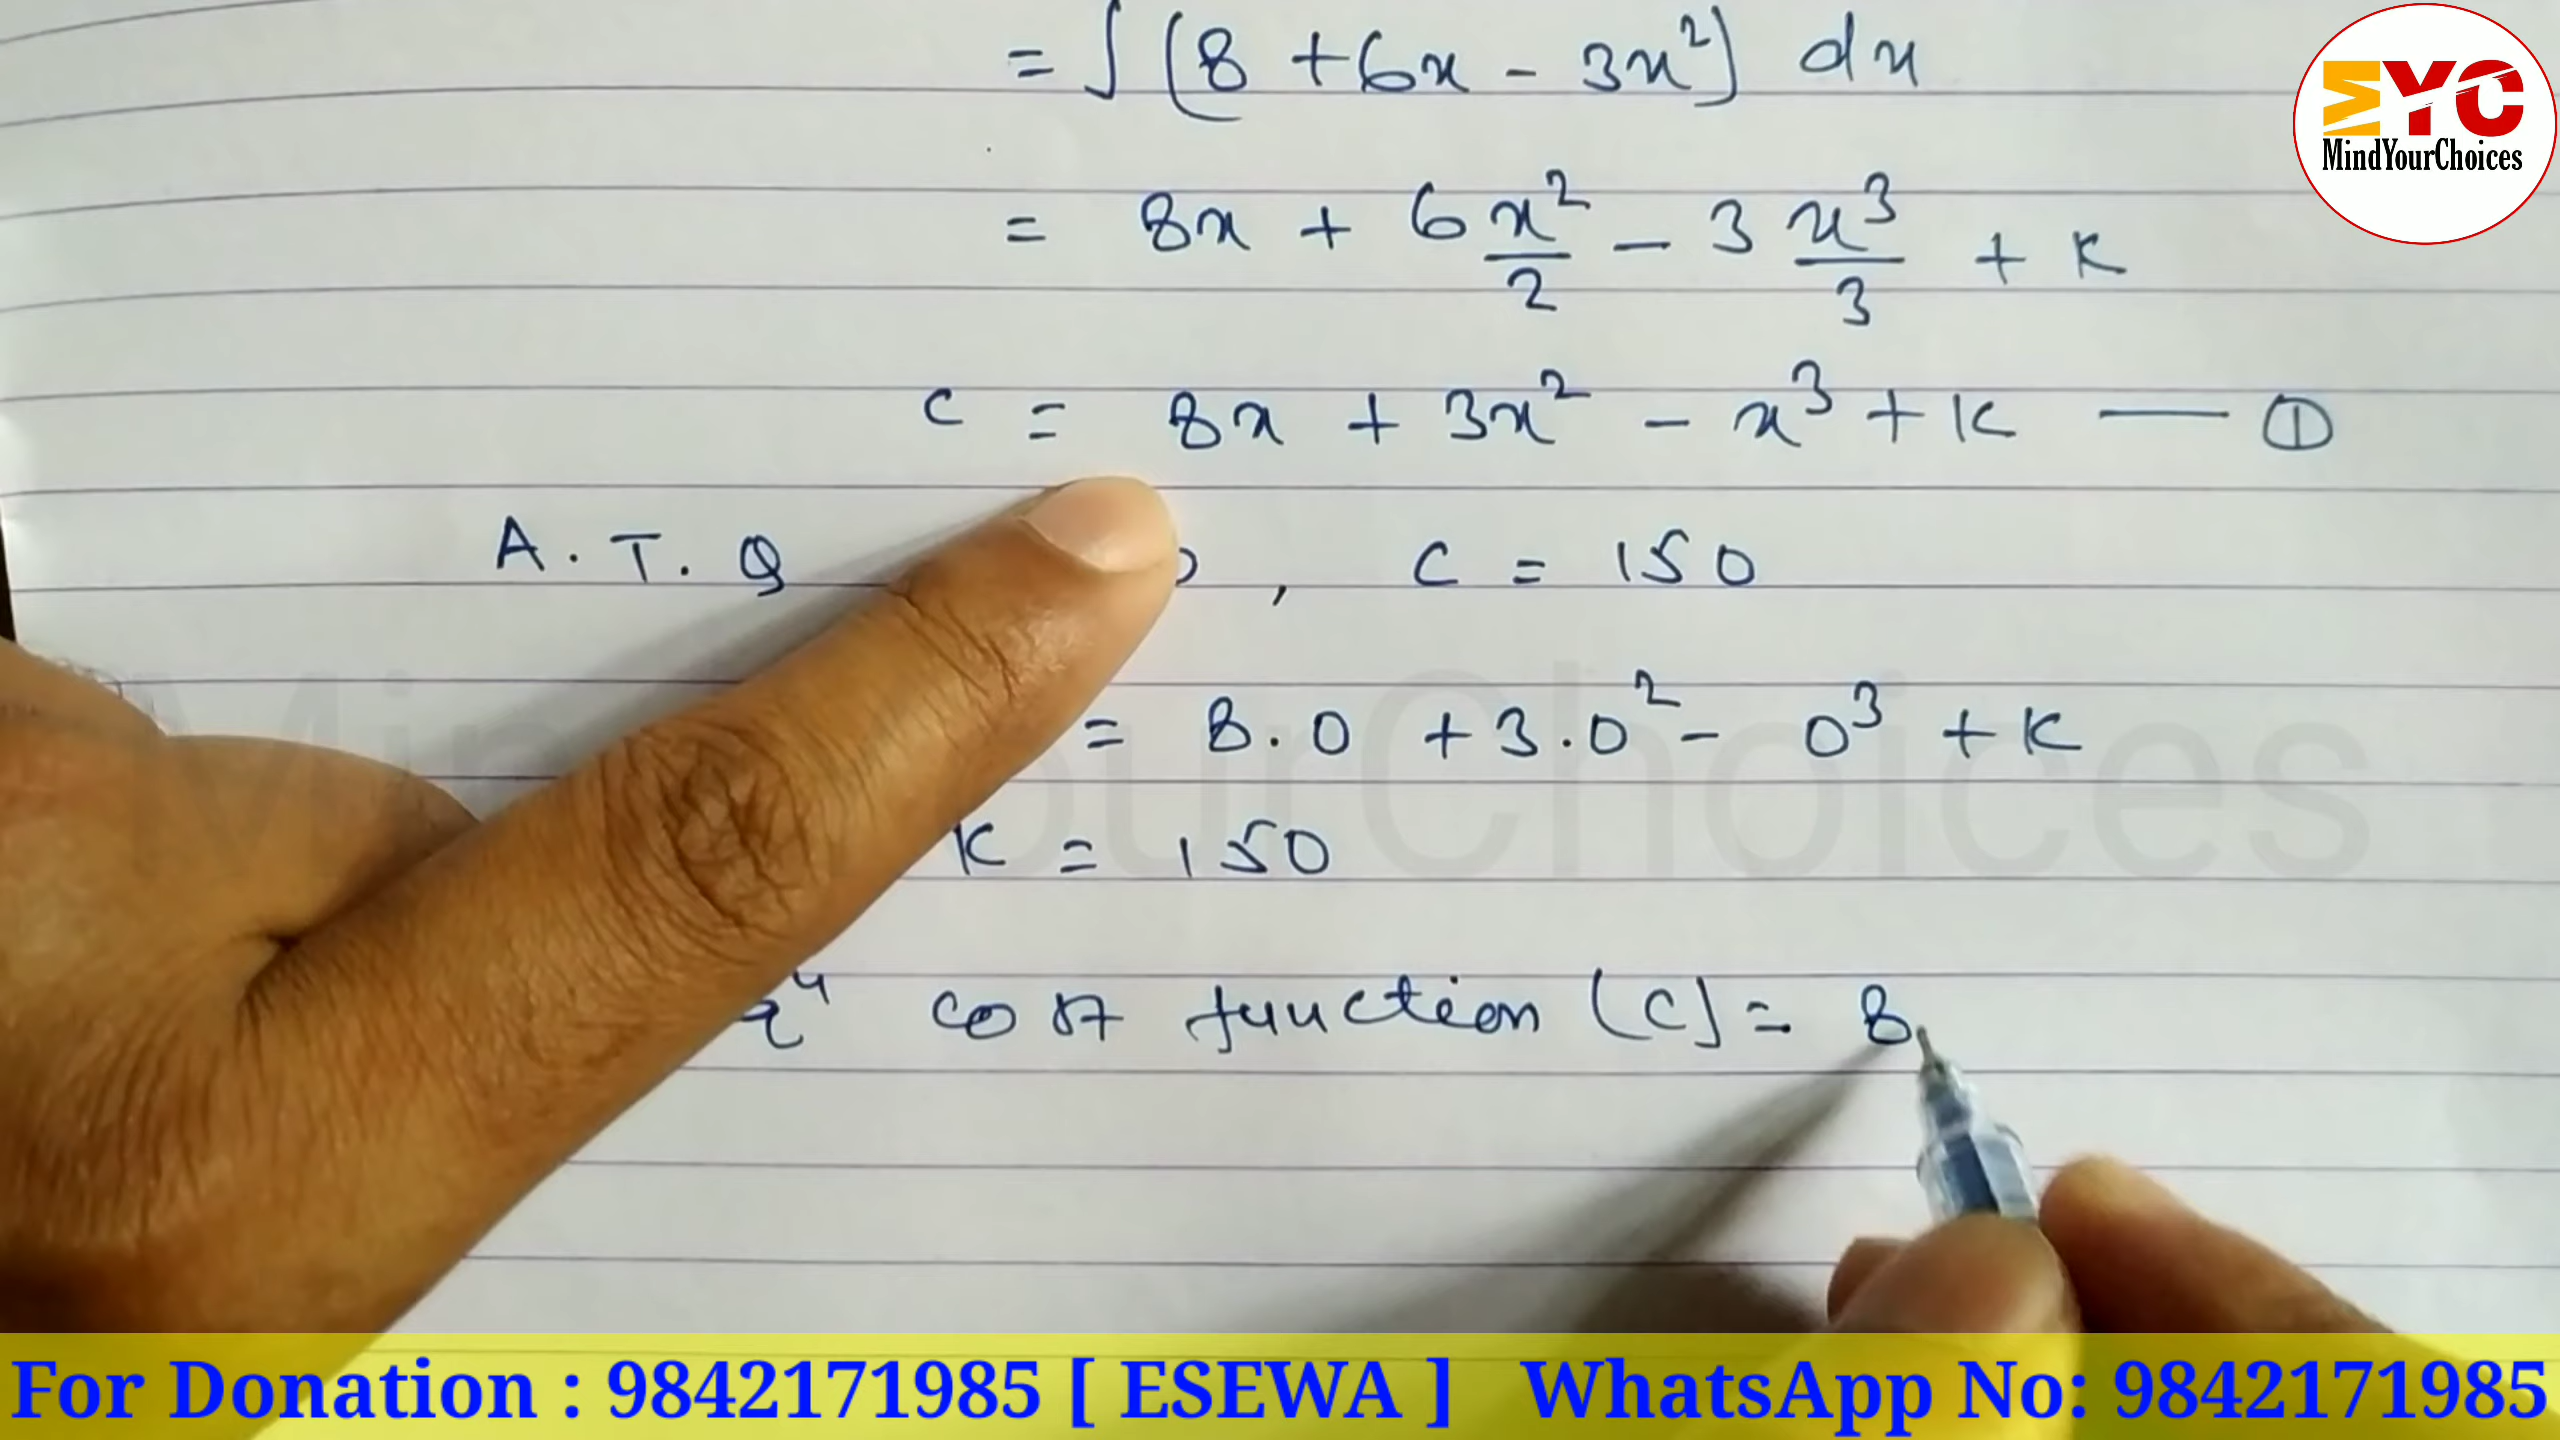 = ∫ (8 + 6x - 3x²) dx
MYC
MindYourChoices
= 8x + 6 x²/2 - 3 x³/3 + k
C = 8x + 3x² - x³ + k — ①
A.T.Q , C = 150
= 8.0 + 3.0² - 0³ + k
k = 150
cost function (C) = 8
For Donation : 9842171985 [ ESEWA ] WhatsApp No: 9842171985